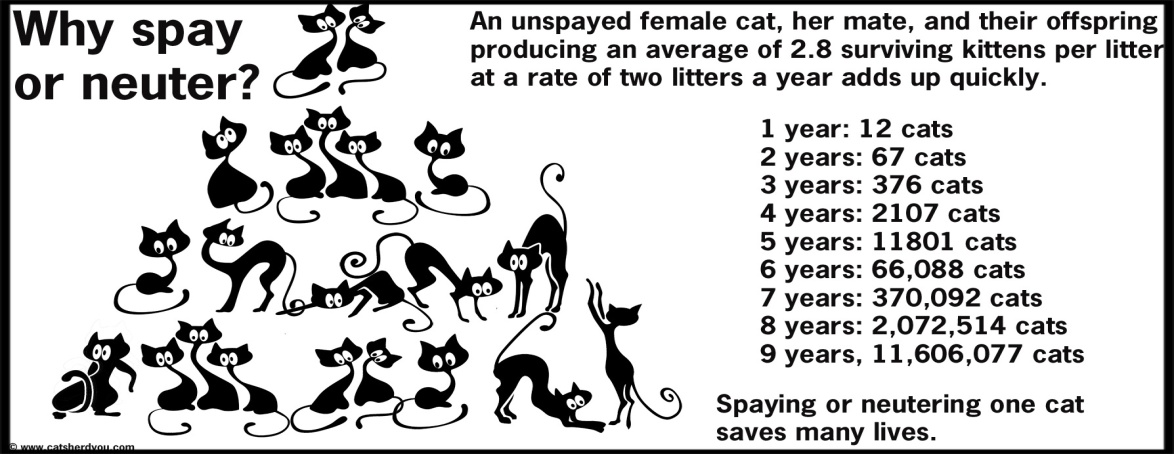 Why spay
or neuter?
An unspayed female cat, her mate, and their offspring
producing an average of 2.8 surviving kittens per litter
at a rate of two litters a year adds up quickly.
1 year: 12 cats
2 years: 67 cats
3 years: 376 cats
4 years: 2107 cats
5 years: 11801 cats
6 years: 66,088 cats
7 years: 370,092 cats
8 years: 2,072,514 cats
9 years, 11,606,077 cats
Spaying or neutering one cat
saves many lives.
© www.catsherdyou.com